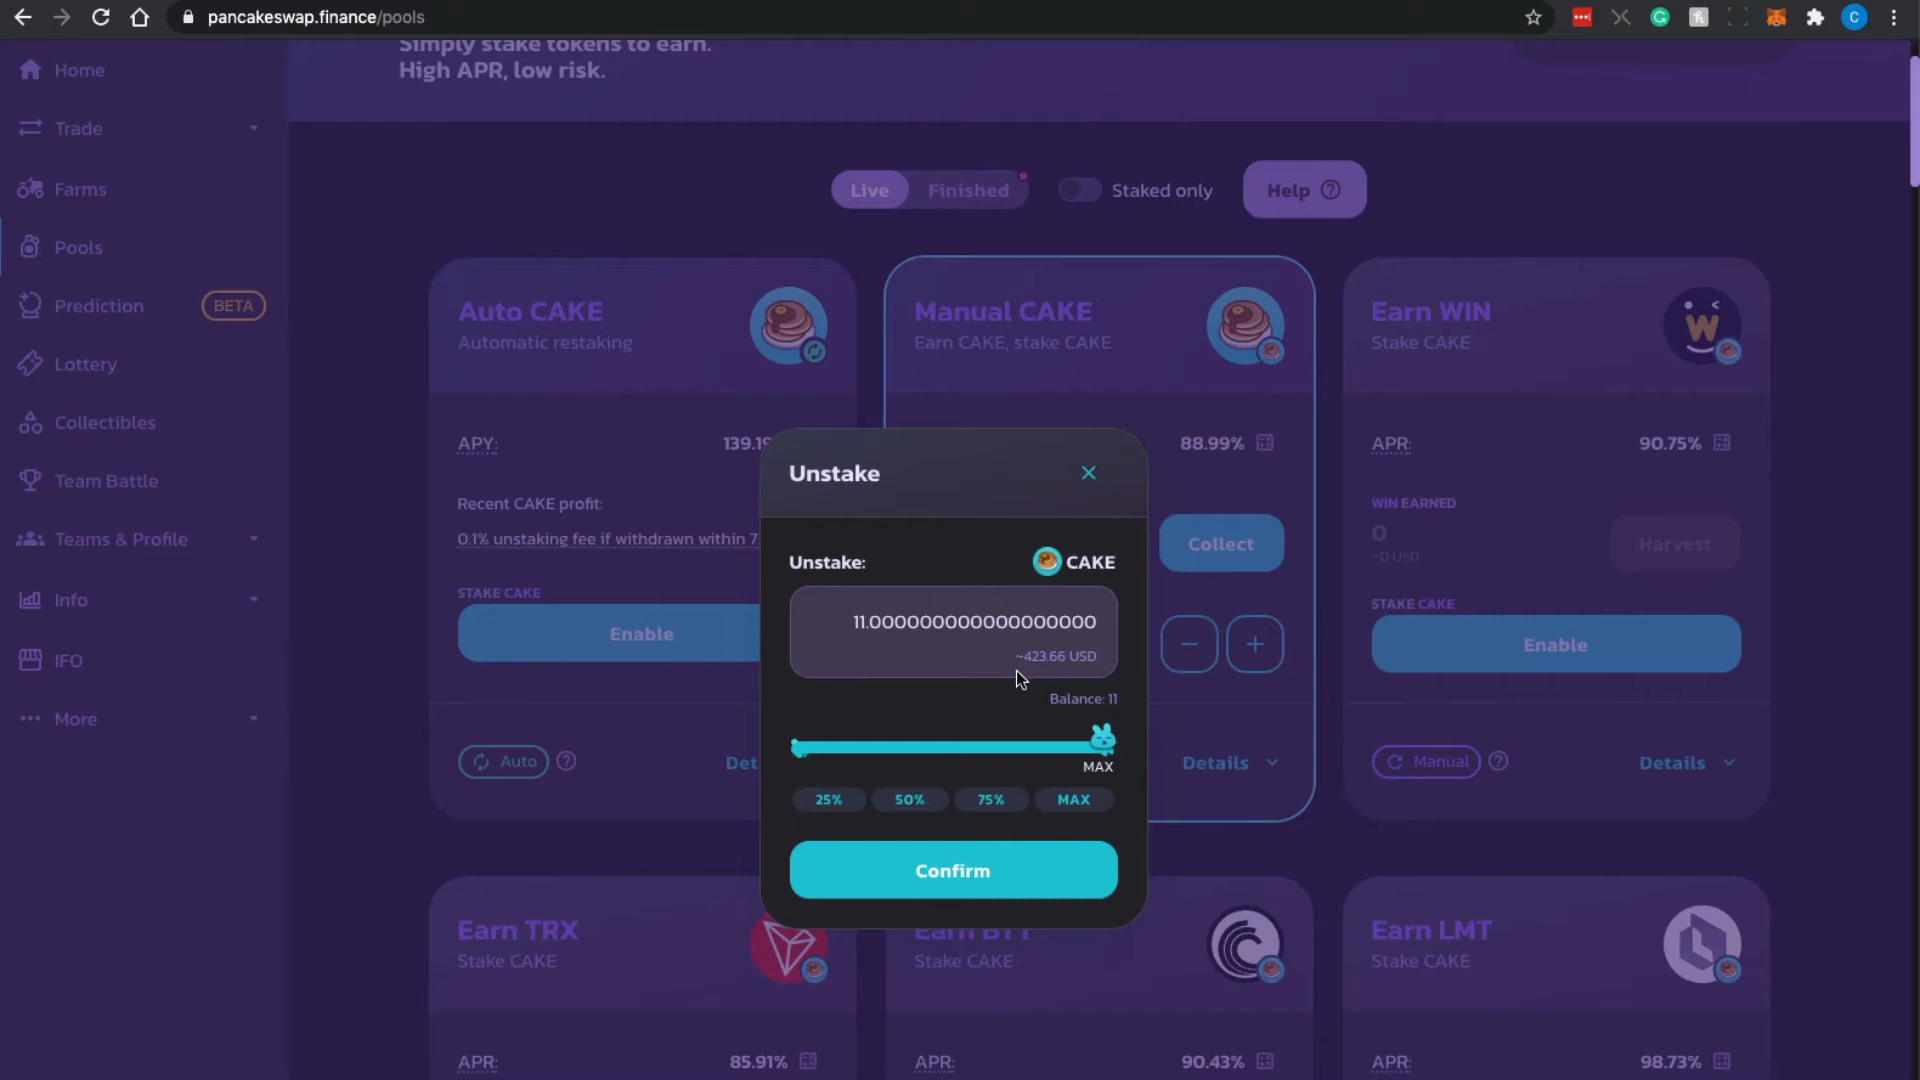 pancakeswap.finance/pools
C
Simply stake tokens to earn.
High APR, low risk.
Home
Trade
Farms
Pools
Prediction
BETA
Lottery
Collectibles
Team Battle
Teams & Profile
Info
IFO
More
Live
Finished
Staked only
Help
Auto CAKE
Automatic restaking
APY:
139.19
Recent CAKE profit:
0.1% unstaking fee if withdrawn within 7
STAKE CAKE
Enable
Auto
Manual CAKE
Earn CAKE, stake CAKE
88.99%
Collect
Details
Earn WIN
Stake CAKE
APR:
90.75%
WIN EARNED
0
~0 USD
Harvest
STAKE CAKE
Enable
Manual
Details
Unstake
Unstake:
CAKE
11.000000000000000000
~423.66 USD
Balance: 11
MAX
25%
50%
75%
MAX
Confirm
Earn TRX
Stake CAKE
APR:
85.91%
Earn BTT
APR:
90.43%
Earn LMT
Stake CAKE
APR:
98.73%